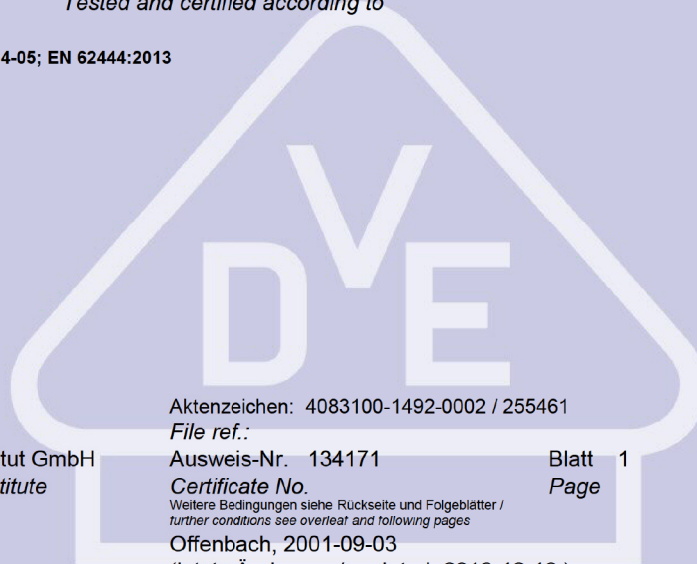 Tested and certified according to
4-05; EN 62444:2013
VDE
Aktenzeichen: 4083100-1492-0002 / 255461
File ref.:
tut GmbH Ausweis-Nr. 134171 Blatt 1
titute Certificate No. Page
Weitere Bedingungen siehe Rückseite und Folgeblätter /
further conditions see overleaf and following pages
Offenbach, 2001-09-03